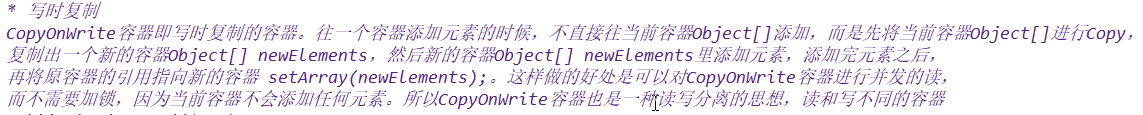 * 写时复制
CopyOnWrite容器即写时复制的容器。往一个容器添加元素的时候，不直接往当前容器Object[]添加，而是先将当前容器Object[]进行Copy，
复制出一个新的容器Object[] newElements，然后新的容器Object[] newElements里添加元素，添加完元素之后，
再将原容器的引用指向新的容器 setArray(newElements);。这样做的好处是可以对CopyOnWrite容器进行并发的读，
而不需要加锁，因为当前容器不会添加任何元素。所以CopyOnWrite容器也是一种读写分离的思想，读和写不同的容器